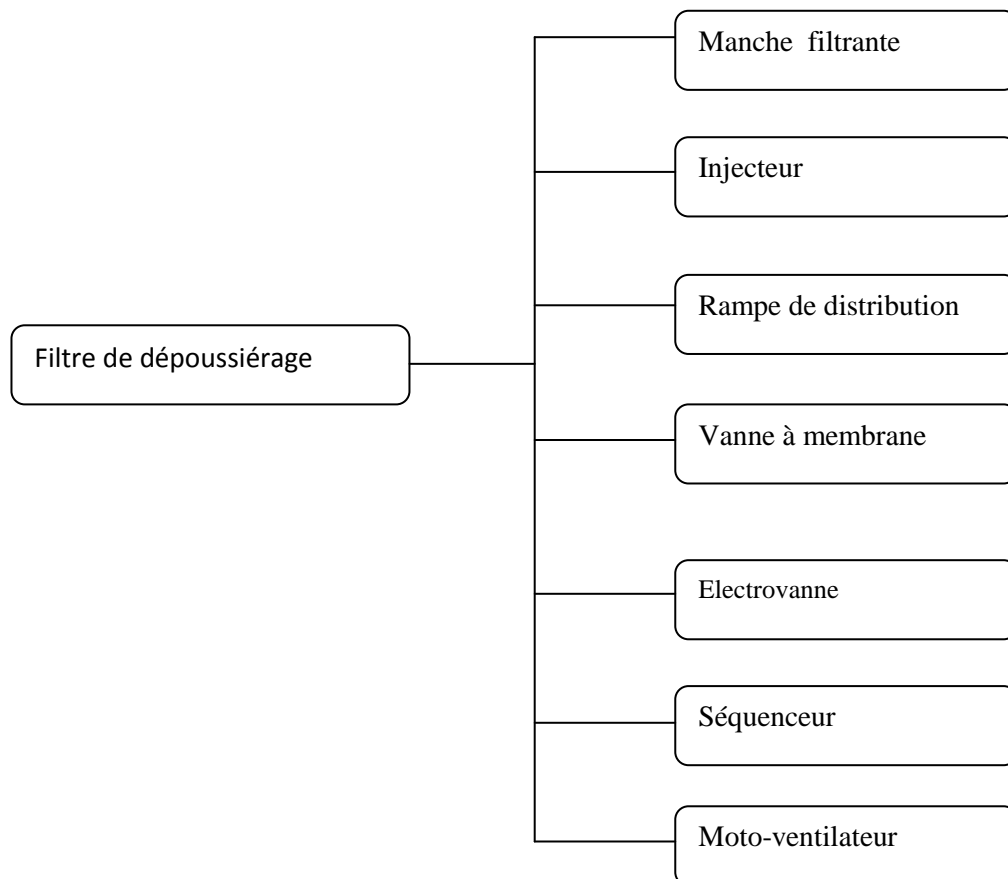 Manche filtrante
Injecteur
Rampe de distribution
Filtre de dépoussiérage
Vanne à membrane
Electrovanne
Séquenceur
Moto-ventilateur